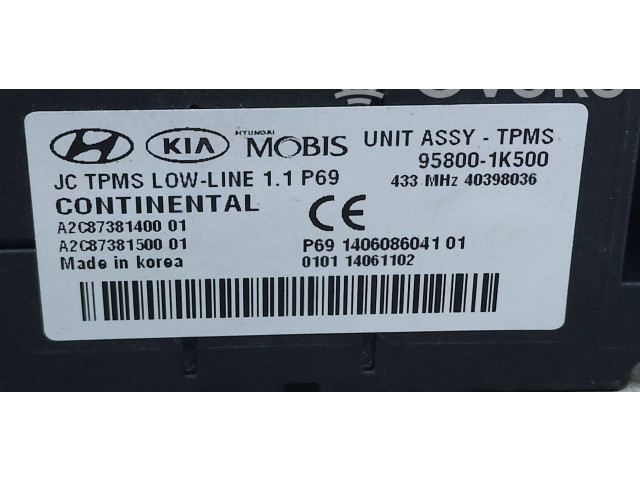 KIA HYUNDAI MOBIS UNIT ASSY - TPMS
95800-1K500
JC TPMS LOW-LINE 1.1 P69 433 MHz 40398036
CONTINENTAL CE
A2C87381400 01
A2C87381500 01 P69 1406086041 01
Made in korea 0101 14061102